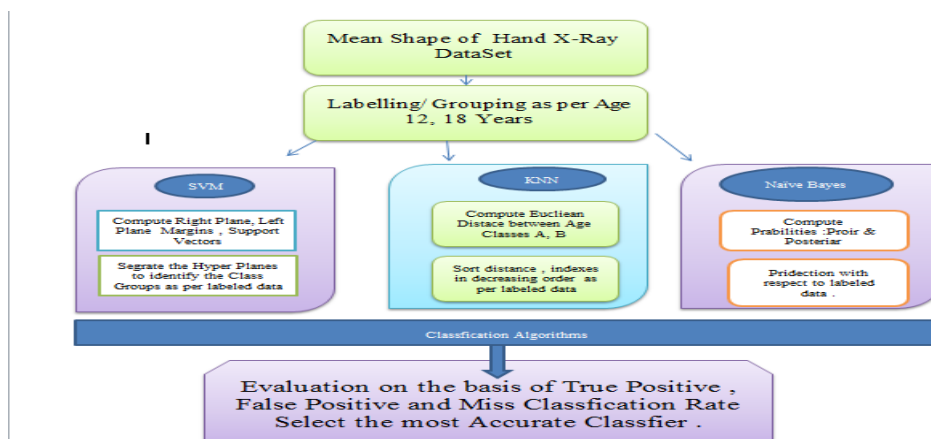 Mean Shape of Hand X-Ray
DataSet
Labelling/ Grouping as per Age
12, 18 Years
I
SVM
Compute Right Plane, Left
Plane Margins , Support
Vectors
Segrate the Hyper Planes
to identify the Class
Groups as per labeled data
KNN
Compute Eucliean
Distace between Age
Classes A, B
Sort distance , indexes
in decreasing order as
per labeled data
Naïve Bayes
Compute
Prabilities :Proir &
Posteriar
Pridection with
respect to labeled
data .
Classfication Algorithms
Evaluation on the basis of True Positive ,
False Positive and Miss Classfication Rate
Select the most Accurate Classfier .